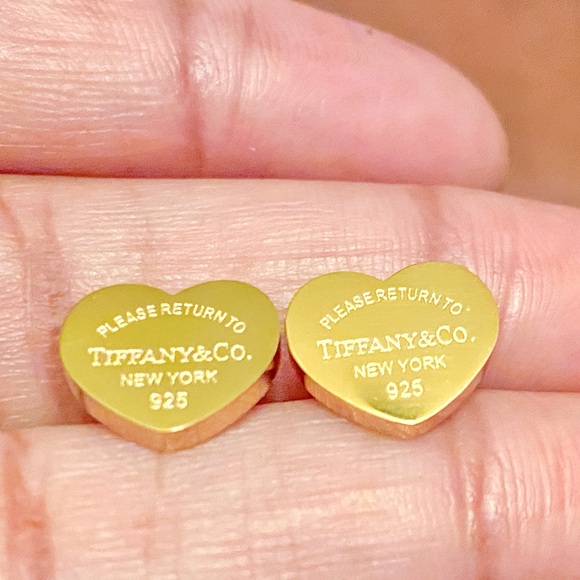 PLEASE RETURN TO
TIFFANY&CO.
NEW YORK
925
PLEASE RETURN TO
TIFFANY&CO.
NEW YORK
925